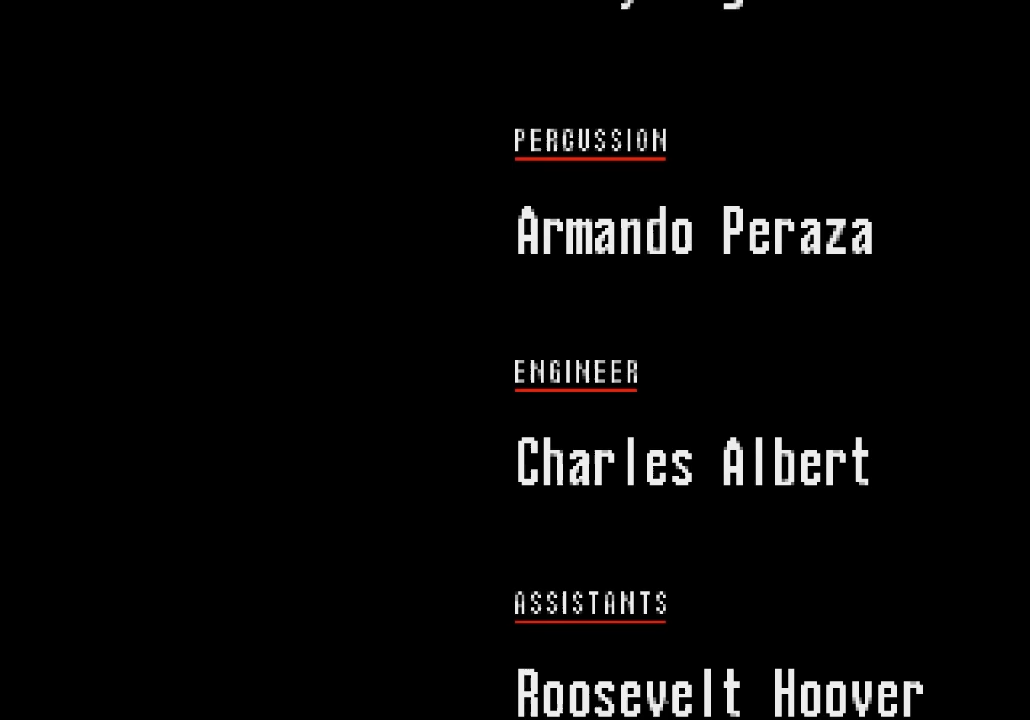 PERCUSSION
Armando Peraza
ENGINEER
Charles Albert
ASSISTANTS
Roosevelt Hoover